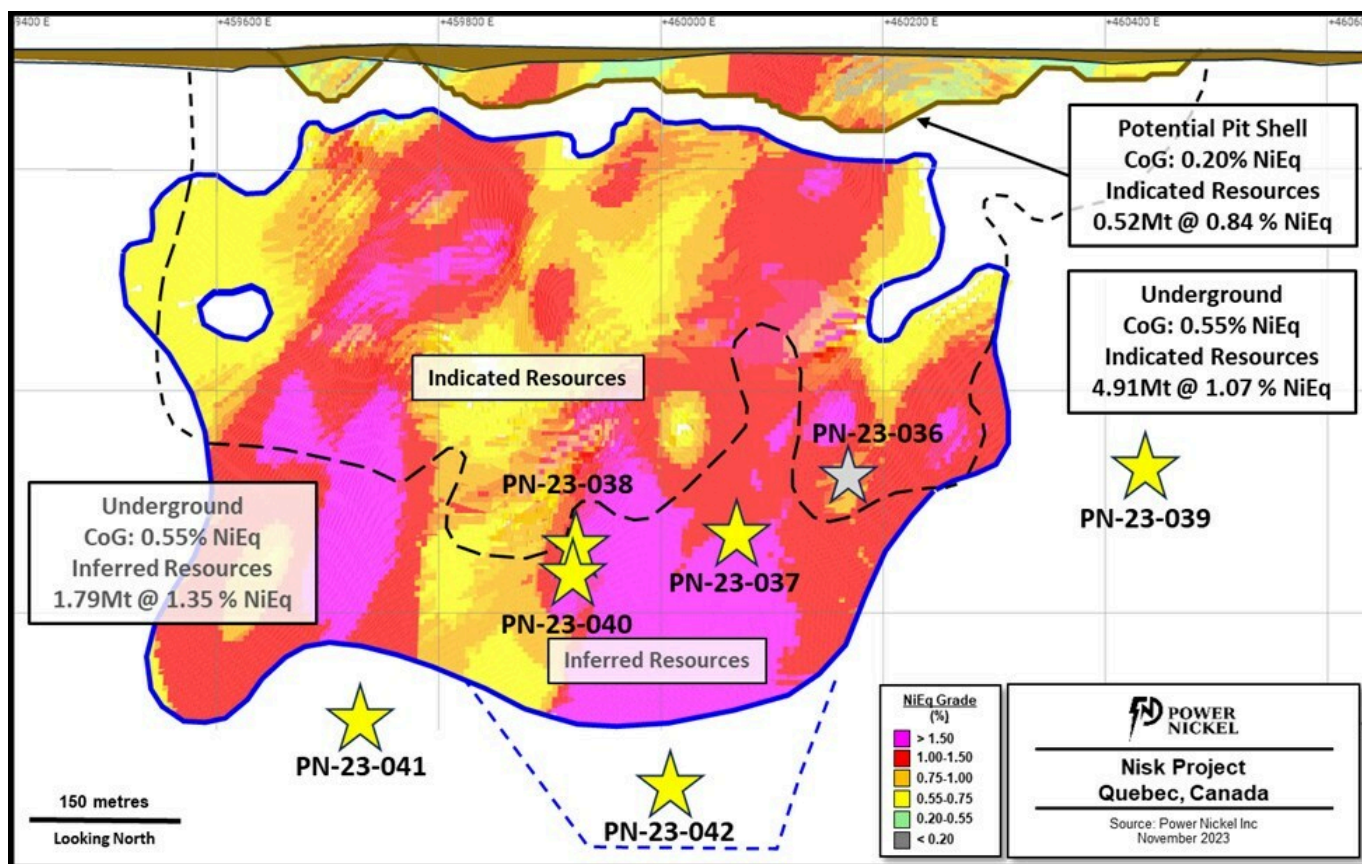 9400 E
+459600 E
+459800 E
+460000 E
+460200 E
+460400 E
+46060
Potential Pit Shell
CoG: 0.20% NiEq
Indicated Resources
0.52Mt @ 0.84 % NiEq
Underground
CoG: 0.55% NiEq
Indicated Resources
4.91Mt @ 1.07 % NiEq
Indicated Resources
PN-23-036
PN-23-038
PN-23-039
Underground
CoG: 0.55% NiEq
Inferred Resources
1.79Mt @ 1.35 % NiEq
PN-23-037
PN-23-040
Inferred Resources
PN-23-041
PN-23-042
150 metres
Looking North
NiEq Grade
(%)
> 1.50
1.00-1.50
0.75-1.00
0.55-0.75
0.20-0.55
< 0.20
POWER
NICKEL
Nisk Project
Quebec, Canada
Source: Power Nickel Inc
November 2023